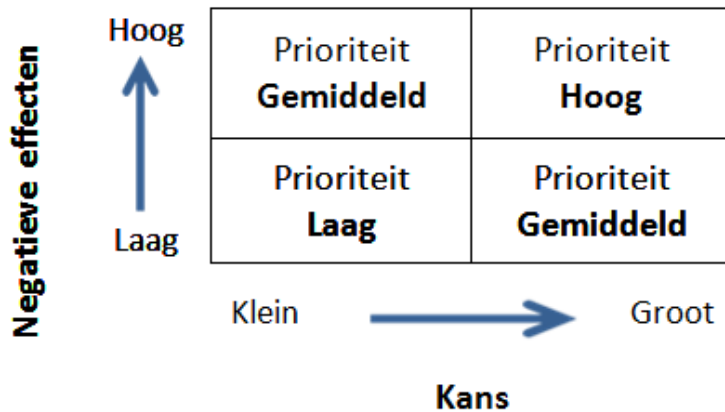 Negatieve effecten
Hoog
Laag
Prioriteit
Gemiddeld
Prioriteit
Hoog
Prioriteit
Laag
Prioriteit
Gemiddeld
Klein
Groot
Kans